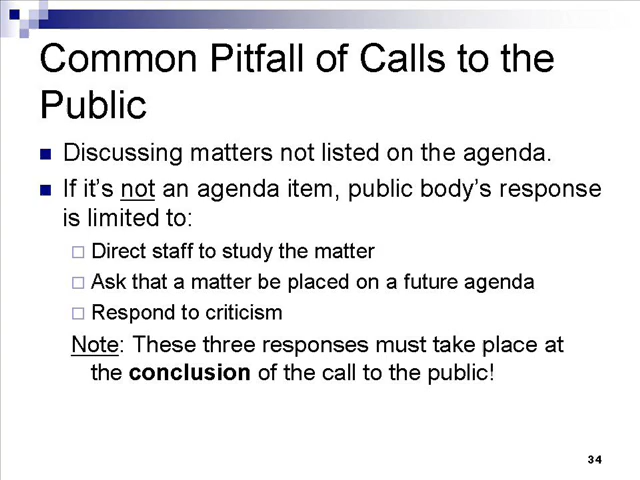 Common Pitfall of Calls to the
Public
Discussing matters not listed on the agenda.
If it's not an agenda item, public body's response
is limited to:
Direct staff to study the matter
Ask that a matter be placed on a future agenda
Respond to criticism
Note: These three responses must take place at
the conclusion of the call to the public!
34